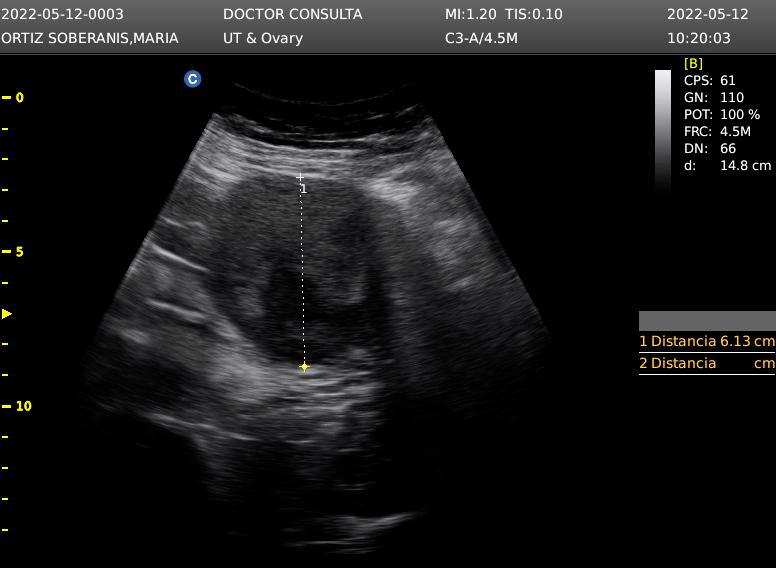 2022-05-12-0003 DOCTOR CONSULTA MI:1.20 TIS:0.10 2022-05-12
ORTIZ SOBERANIS,MARIA UT & Ovary C3-A/4.5M 10:20:03
C
[B]
CPS: 61
GN: 110
POT: 100 %
FRC: 4.5M
DN: 66
d: 14.8 cm
0
1
5
10
1 Distancia 6.13 cm
2 Distancia cm